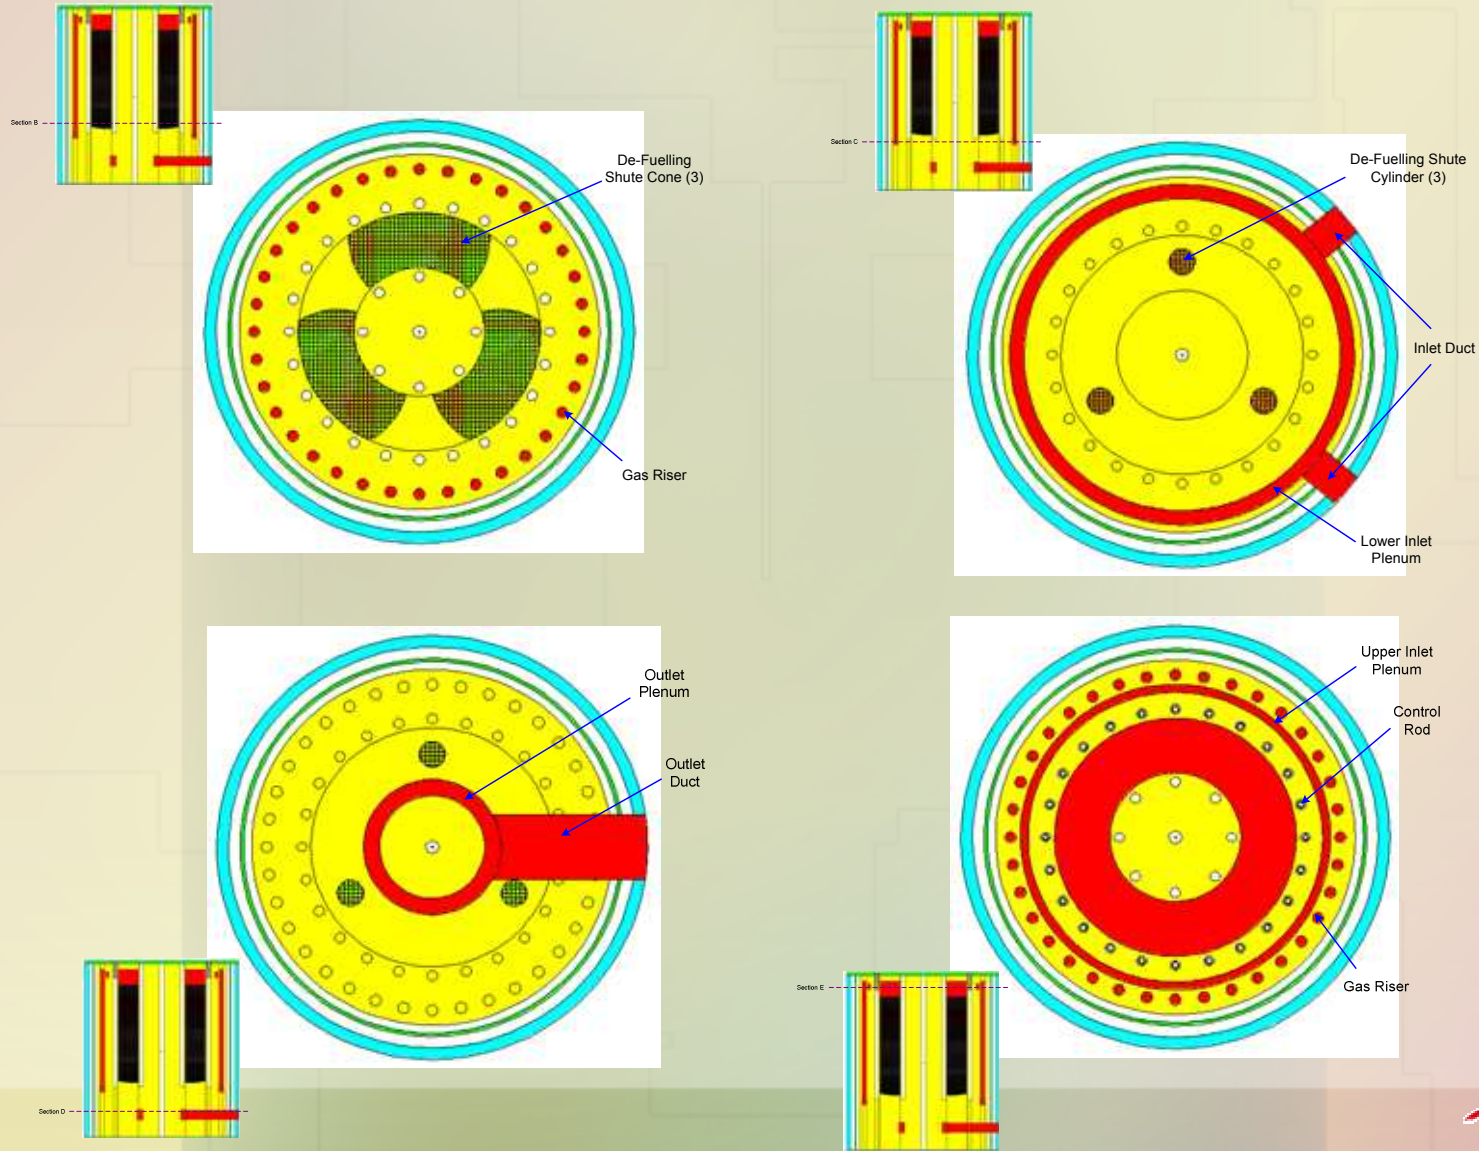 Section B
De-Fuelling
Shute Cone (3)
Gas Riser
Section C
De-Fuelling Shute
Cylinder (3)
Inlet Duct
Lower Inlet
Plenum
Outlet
Plenum
Outlet
Duct
Section D
Upper Inlet
Plenum
Control
Rod
Section E
Gas Riser